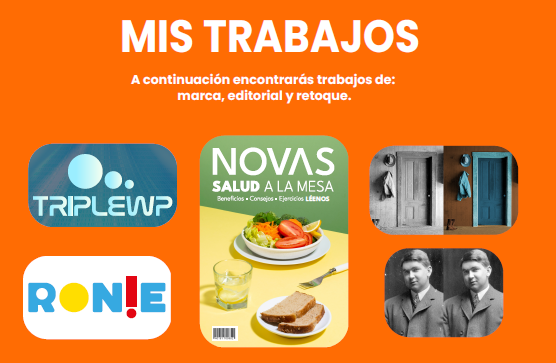 MIS TRABAJOS
A continuación encontrarás trabajos de:
marca, editorial y retoque.
TRIPLEWP
RON!E
NOVAS
SALUD A LA MESA
Beneficios • Consejos • Ejercicios LÉENOS